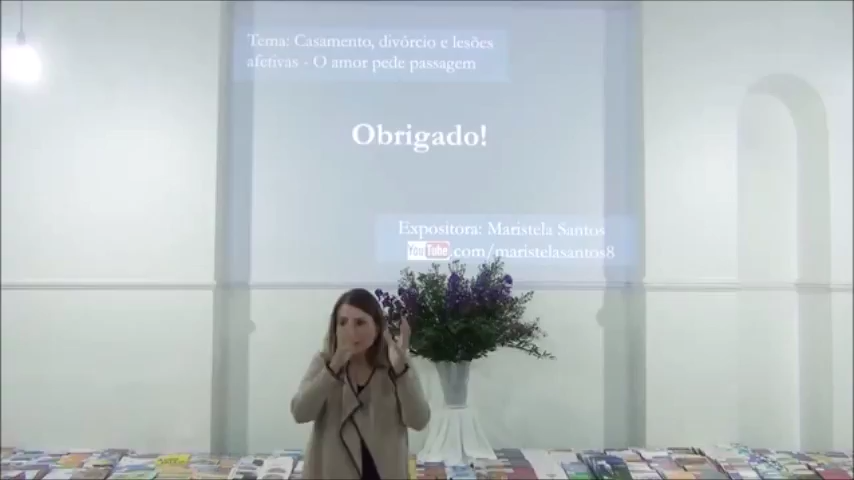 Tema: Casamento, divórcio e lesões
afetivas - O amor pede passagem
Obrigado!
Expositora: Maristela Santos
YouTube.com/maristelasantos8